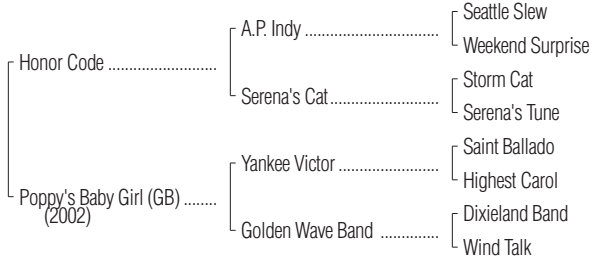 Seattle Slew
A.P. Indy ............................
Weekend Surprise
Honor Code ......................
Storm Cat
Serena's Cat.......................
Serena's Tune
Saint Ballado
Yankee Victor .....................
Highest Carol
Poppy's Baby Girl (GB) ........
(2002)
Dixieland Band
Golden Wave Band ..............
Wind Talk